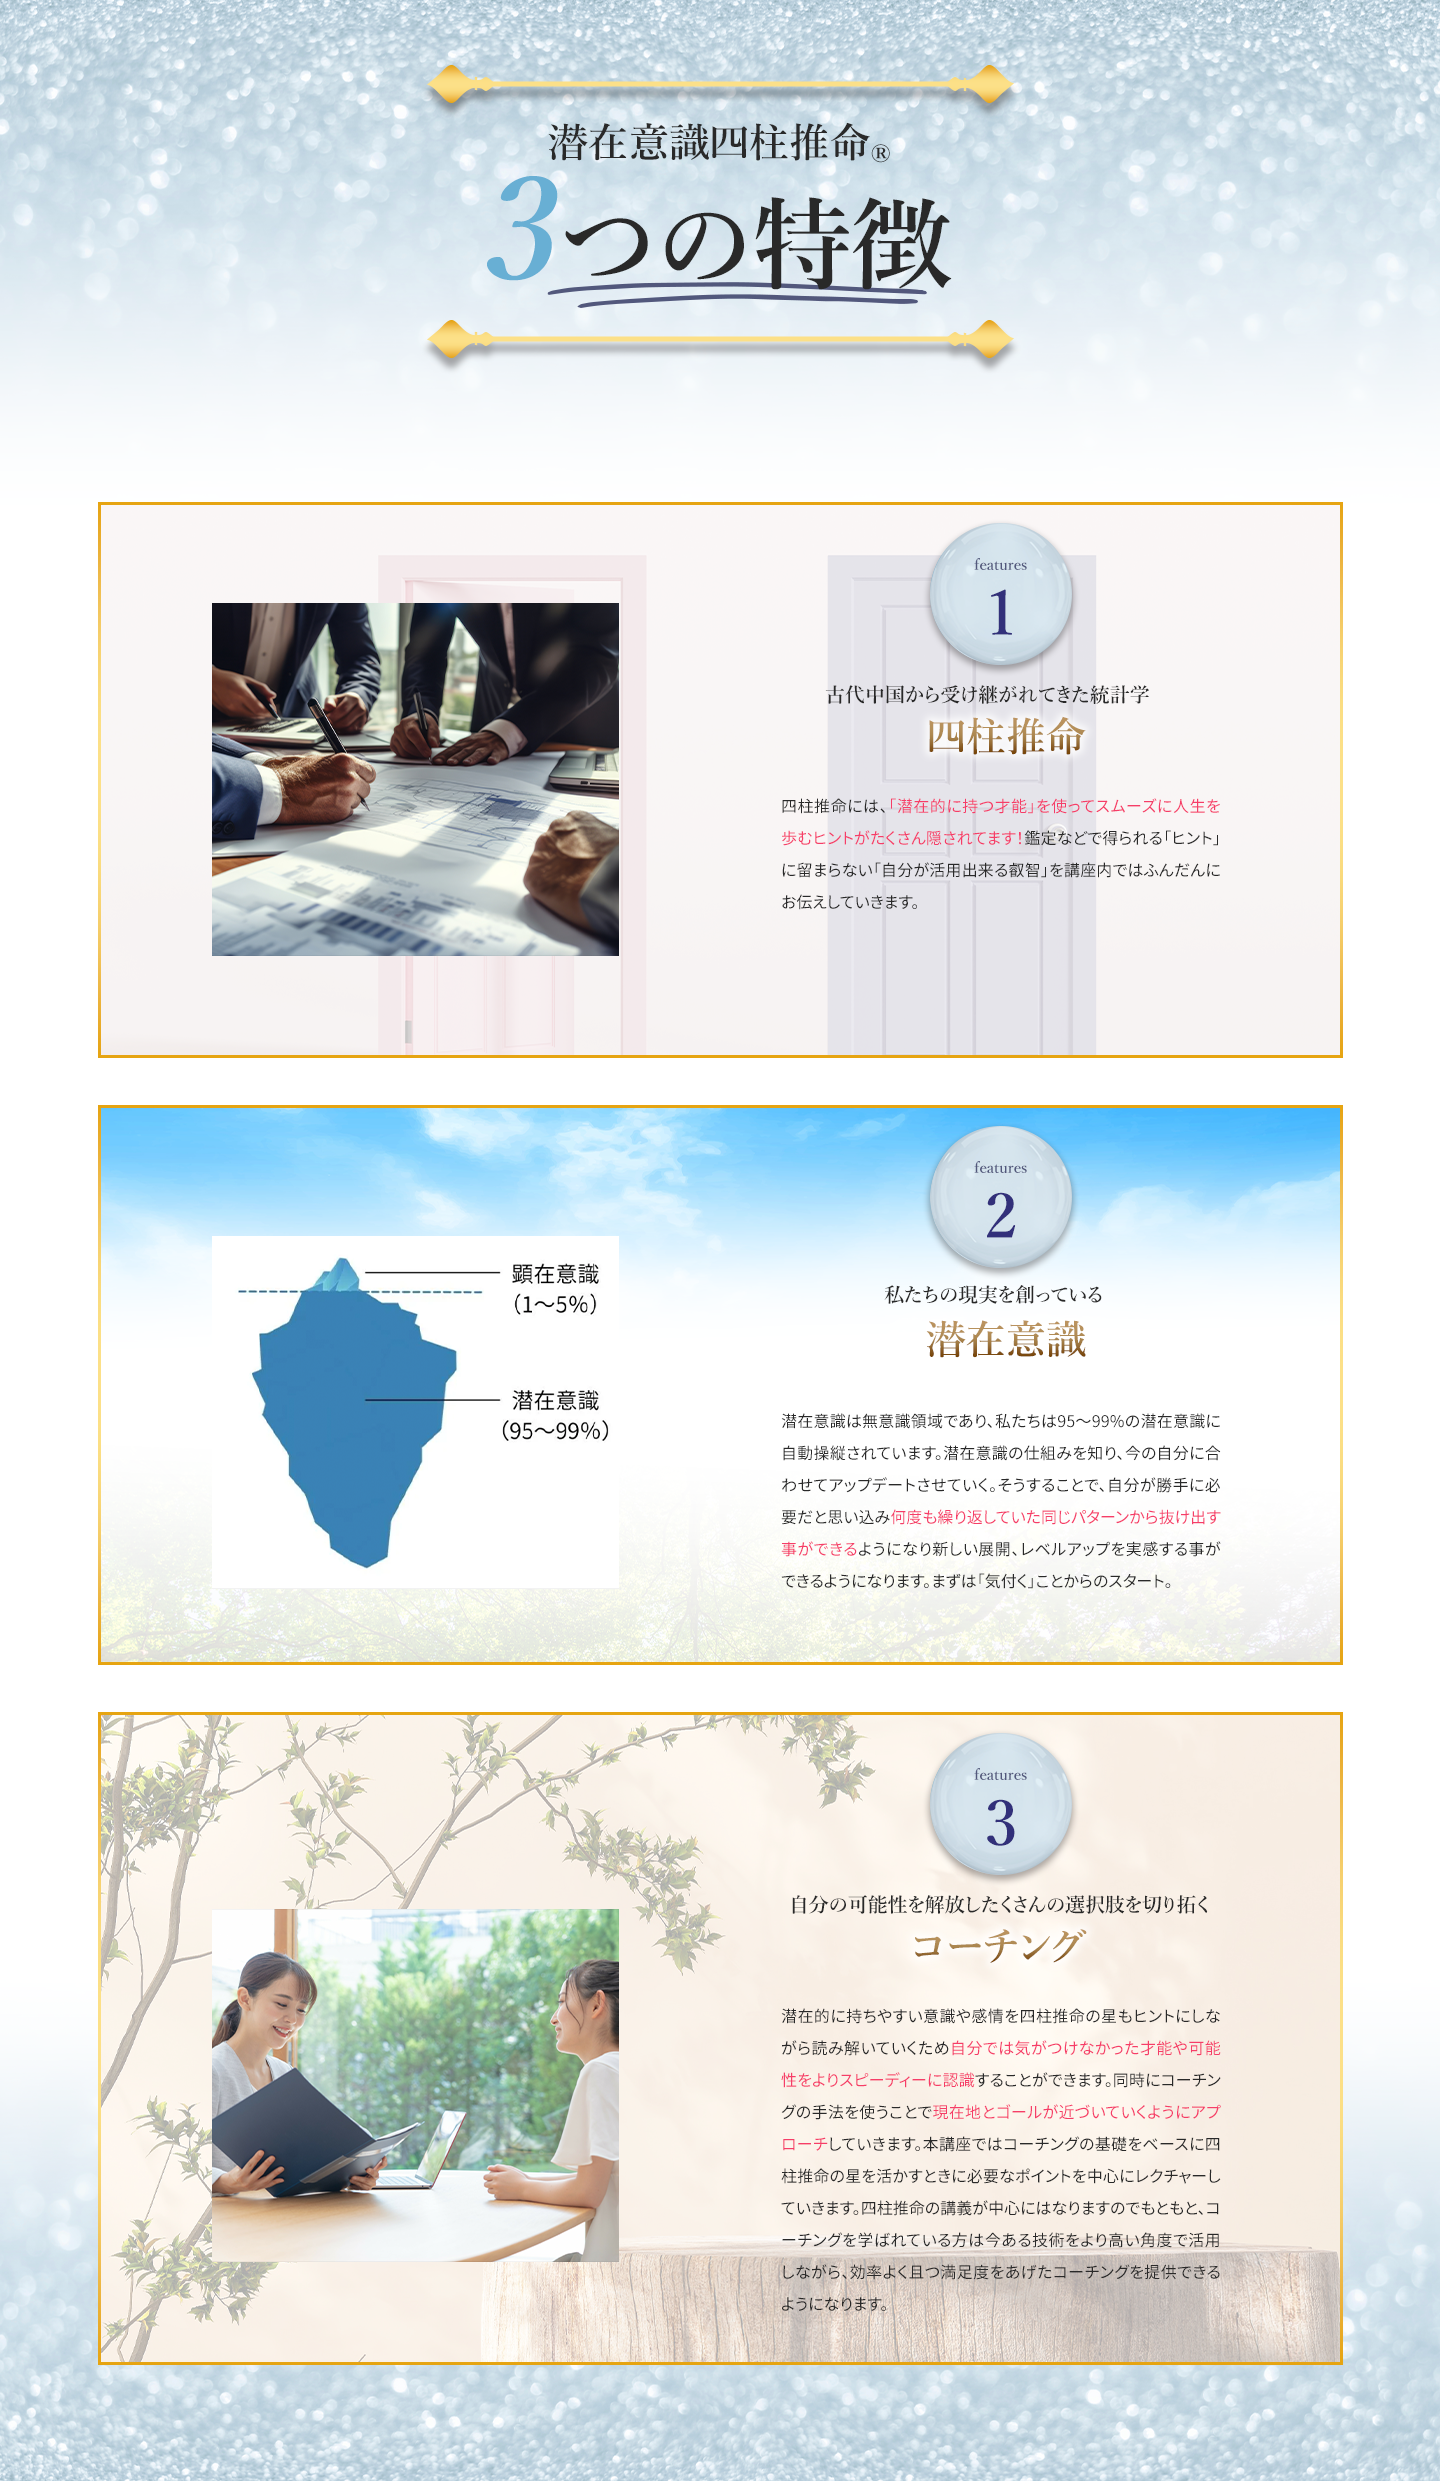 潜在意識四柱推命®
3つの特徴
features
1
古代中国から受け継がれてきた統計学
四柱推命
四柱推命には、「潜在的に持つ才能」を使ってスムーズに人生を
歩むヒントがたくさん隠されてます！鑑定などで得られる「ヒント」
に留まらない「自分が活用出来る叡智」を講座内ではふんだんに
お伝えしていきます。
features
2
私たちの現実を創っている
潜在意識
顕在意識
（1〜5％）
潜在意識
（95〜99％）
潜在意識は無意識領域であり、私たちは95〜99％の潜在意識に
自動操縦されています。潜在意識の仕組みを知り、今の自分に合
わせてアップデートさせていく。そうすることで、自分が勝手に必
要だと思い込み何度も繰り返していた同じパターンから抜け出す
事ができるようになり新しい展開、レベルアップを実感する事が
できるようになります。まずは「気付く」ことからのスタート。
features
3
自分の可能性を解放したくさんの選択肢を切り拓く
コーチング
潜在的に持ちやすい意識や感情を四柱推命の星もヒントにしな
がら読み解いていくため自分では気がつけなかった才能や可能
性をよりスピーディーに認識することができます。同時にコーチン
グの手法を使うことで現在地とゴールが近づいていくようにアプ
ローチしていきます。本講座ではコーチングの基礎をベースに四
柱推命の星を活かすときに必要なポイントを中心にレクチャーし
ていきます。四柱推命の講義が中心にはなりますのでもともと、コ
ーチングを学ばれている方は今ある技術をより高い角度で活用
しながら、効率よく且つ満足度をあげたコーチングを提供できる
ようになります。